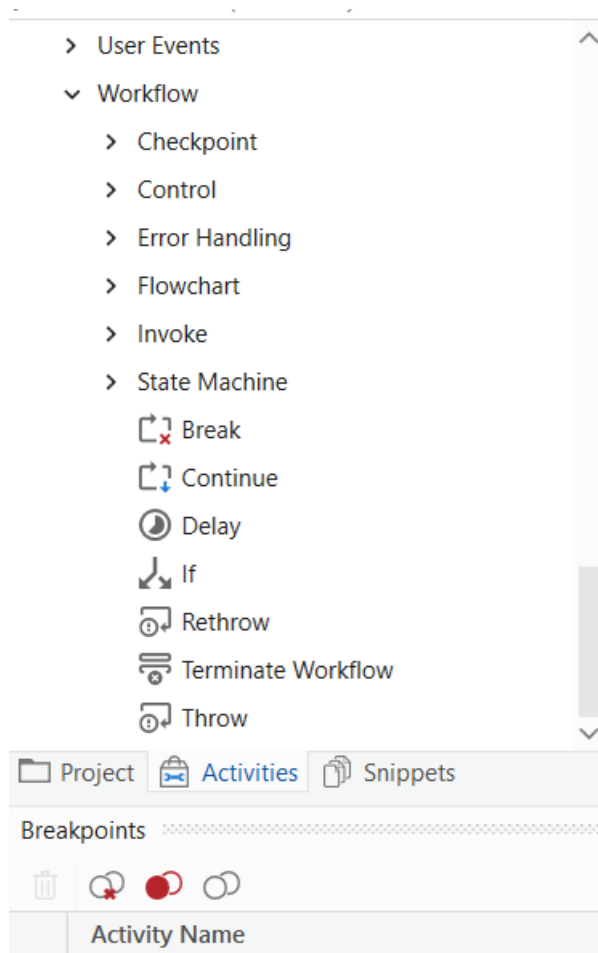 User Events
Workflow
Checkpoint
Control
Error Handling
Flowchart
Invoke
State Machine
Break
Continue
Delay
If
Rethrow
Terminate Workflow
Throw
Project Activities Snippets
Breakpoints
Activity Name